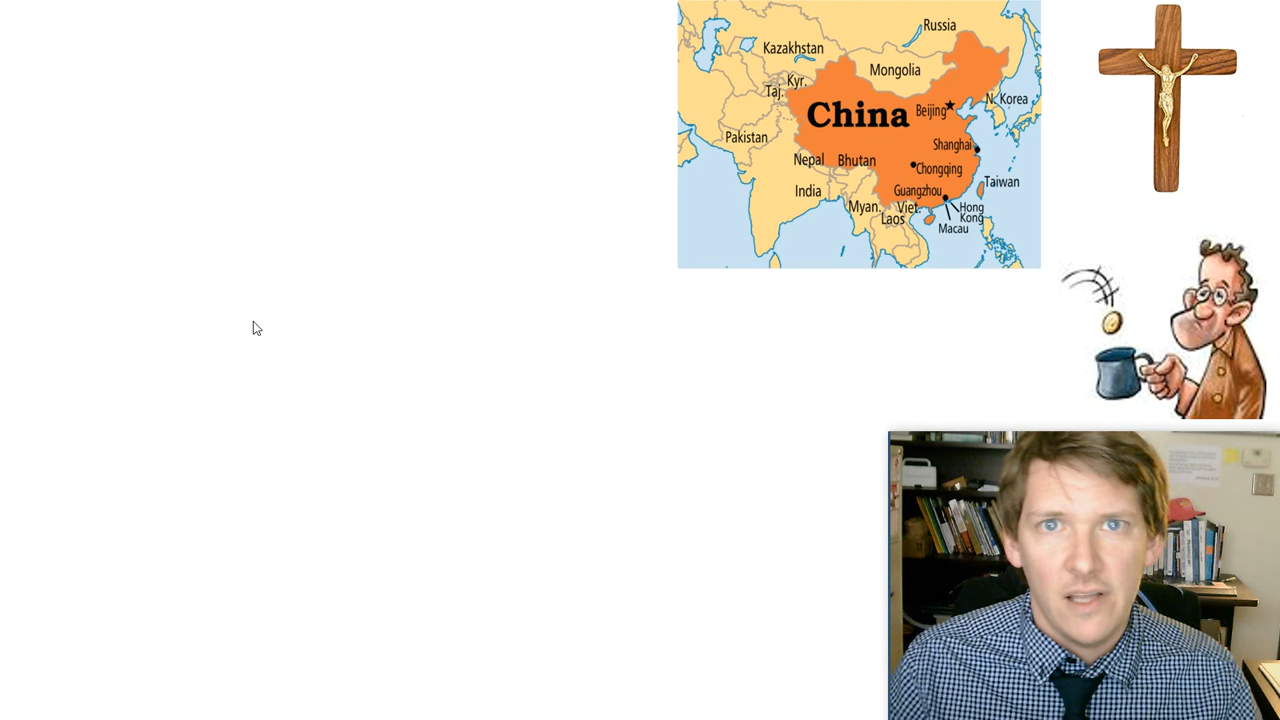 Russia
Kazakhstan
Mongolia
Kyr.
Taj.
N. Korea
China
Beijing
Pakistan
Shanghai
Nepal
Bhutan
Chongqing
Taiwan
India
Guangzhou
Myan.
Viet.
Hong
Kong
Laos
Macau